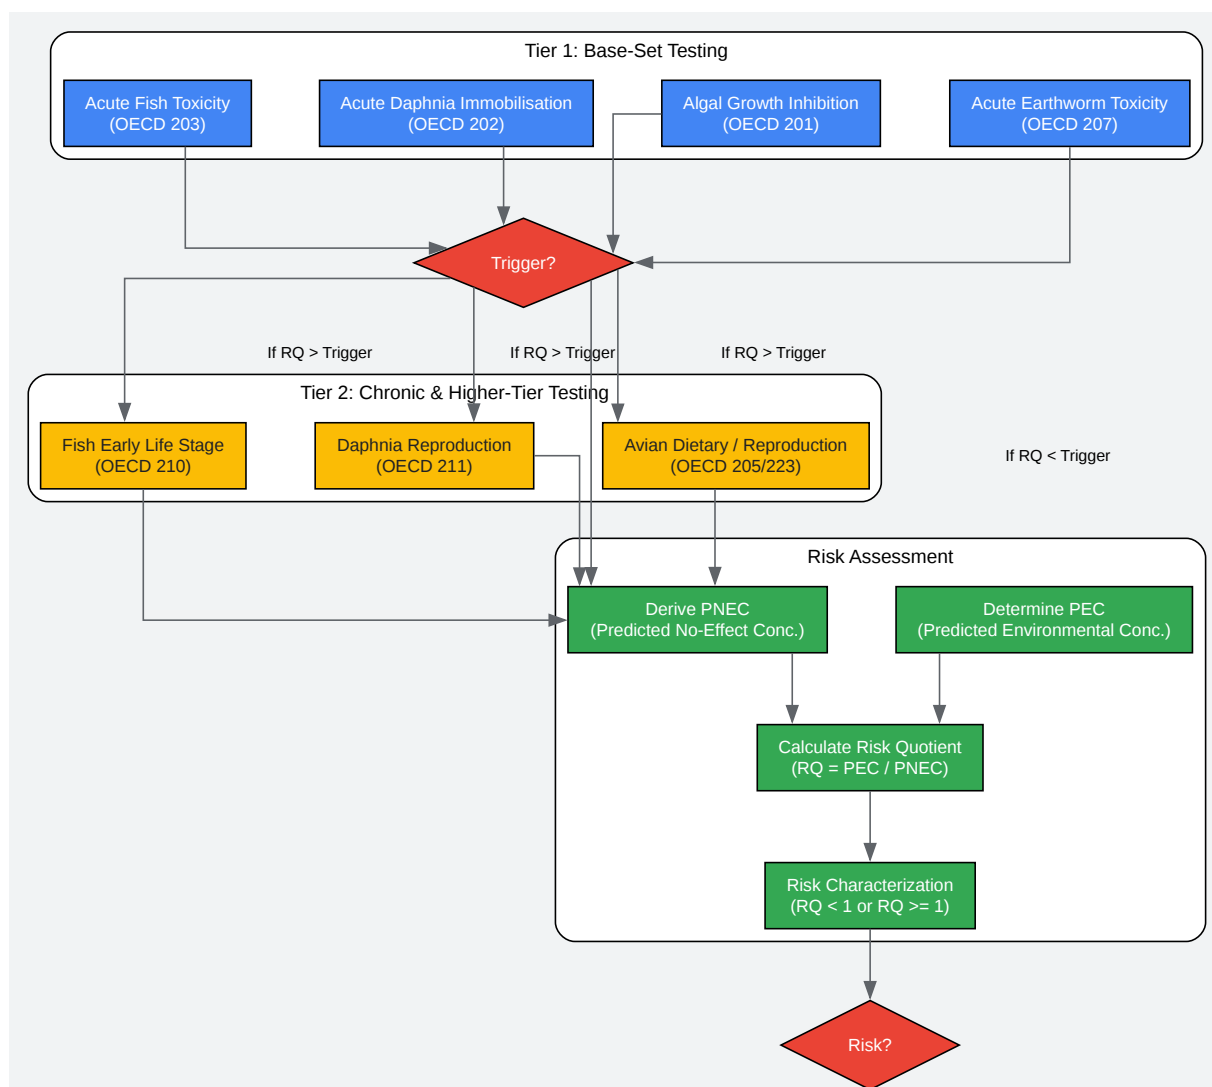 Tier 1: Base-Set Testing
Acute Fish Toxicity
(OECD 203)
Acute Daphnia Immobilisation
(OECD 202)
Algal Growth Inhibition
(OECD 201)
Acute Earthworm Toxicity
(OECD 207)
Trigger?
If RQ > Trigger
If RQ > Trigger
If RQ > Trigger
Tier 2: Chronic & Higher-Tier Testing
Fish Early Life Stage
(OECD 210)
Daphnia Reproduction
(OECD 211)
Avian Dietary / Reproduction
(OECD 205/223)
If RQ < Trigger
Risk Assessment
Derive PNEC
(Predicted No-Effect Conc.)
Determine PEC
(Predicted Environmental Conc.)
Calculate Risk Quotient
(RQ = PEC / PNEC)
Risk Characterization
(RQ < 1 or RQ >= 1)
Risk?